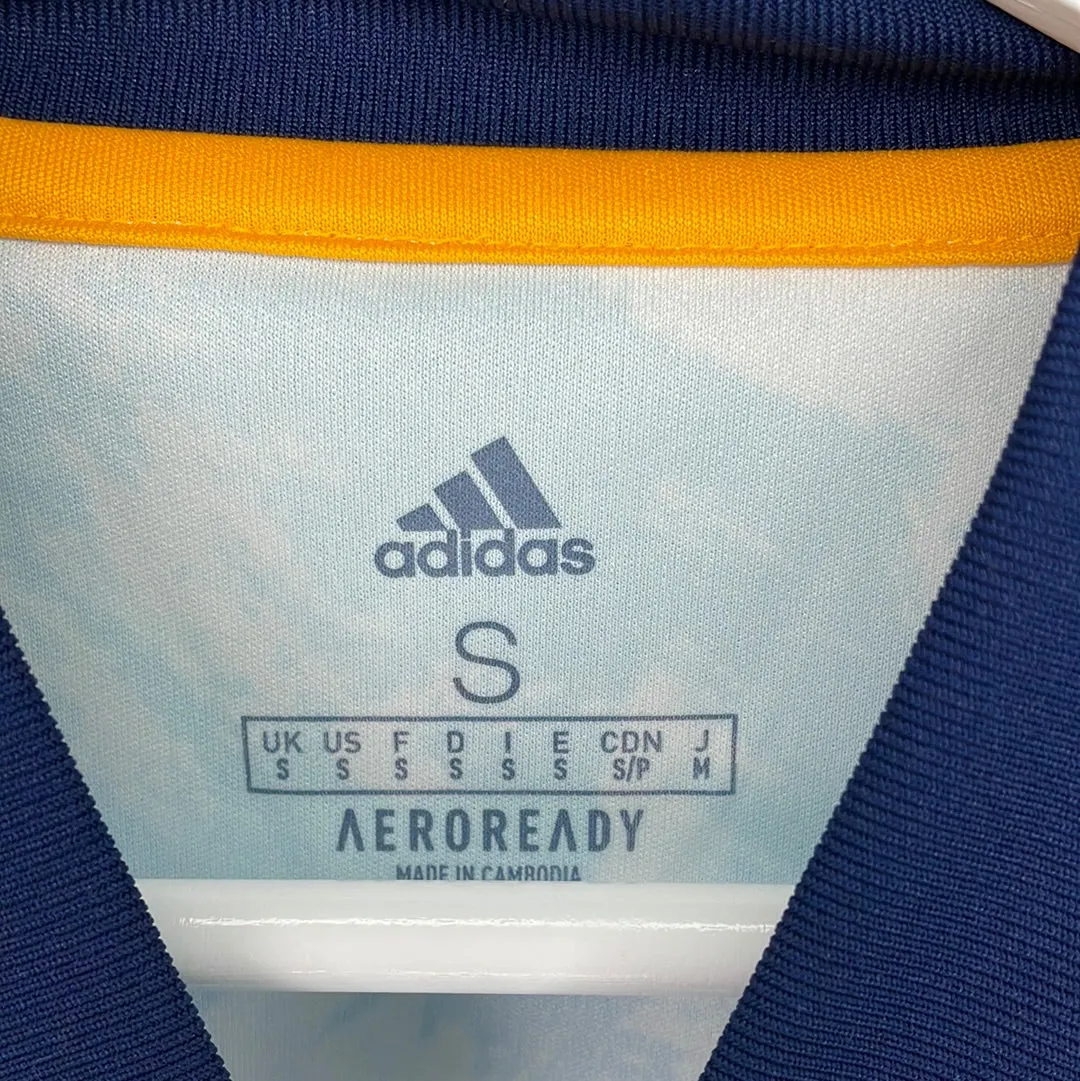 adidas
S
UK US F D I E CDN J
S S S S S S S/P M
AEROREADY
MADE IN CAMBODIA